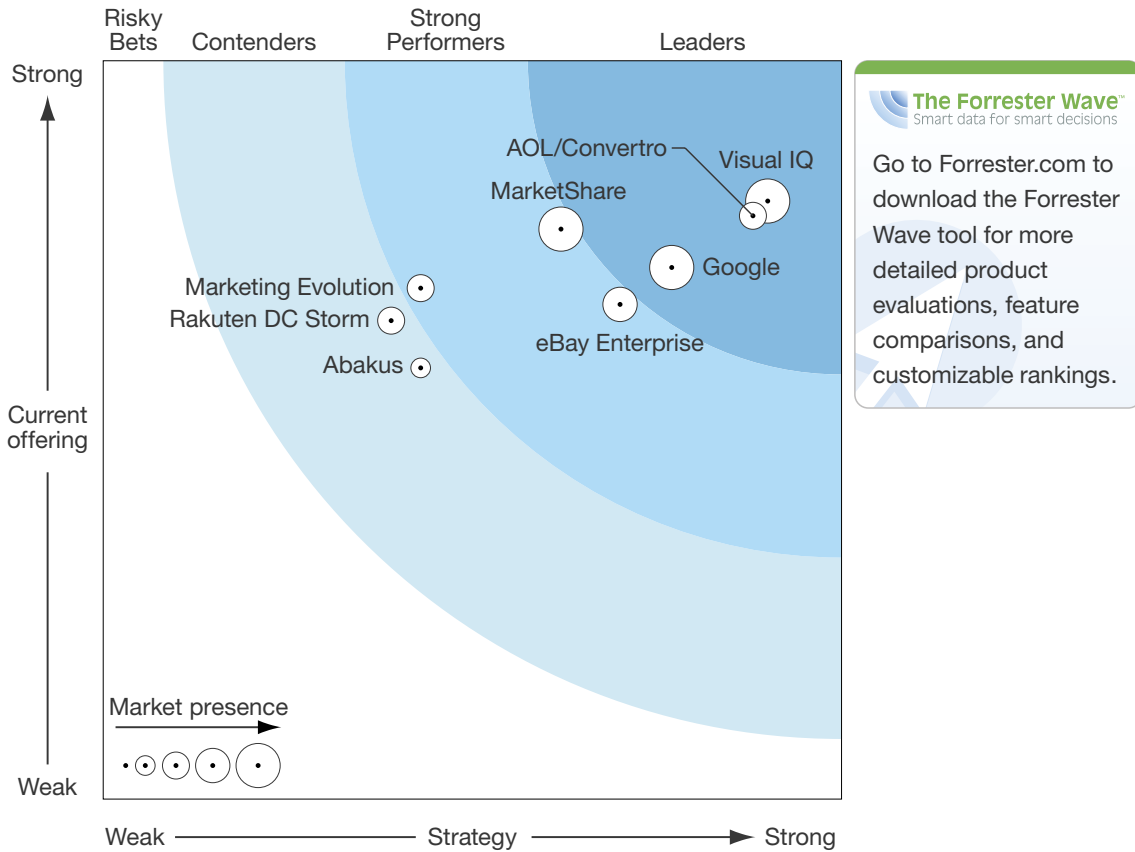 Risky
Bets
Contenders
Strong
Performers
Leaders
Strong
Current
offering
Weak
AOL/Convertro
Visual IQ
MarketShare
Google
Marketing Evolution
Rakuten DC Storm
eBay Enterprise
Abakus
Market presence
Weak
Strategy
Strong
The Forrester Wave™
Smart data for smart decisions
Go to Forrester.com to
download the Forrester
Wave tool for more
detailed product
evaluations, feature
comparisons, and
customizable rankings.